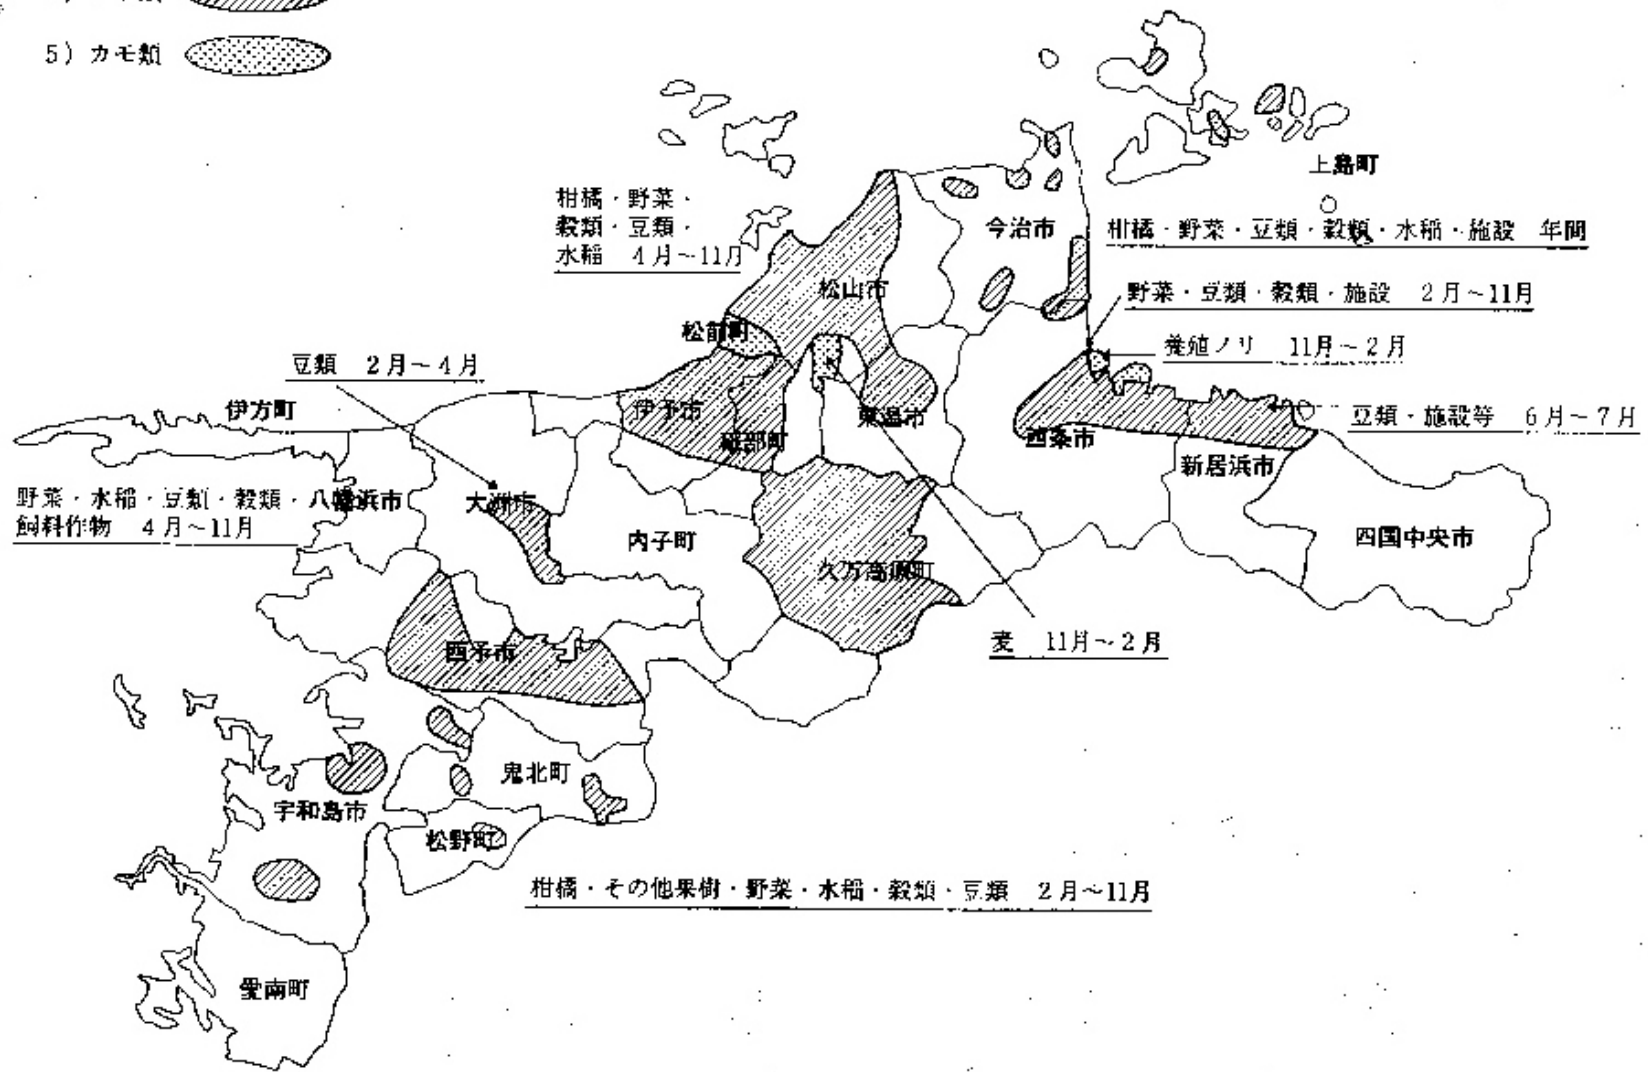 5）カモ類
上島町
柑橘・野菜・
穀類・豆類・
水稲　4月～11月
今治市
柑橘・野菜・豆類・穀類・水稲・施設　年間
松山市
野菜・豆類・穀類・施設　2月～11月
松前町
養殖ノリ　11月～2月
豆類　2月～4月
伊方町
伊予市
砥部町
東温市
西条市
豆類・施設等　6月～7月
新居浜市
野菜・水稲・豆類・穀類・
飼料作物　4月～11月
八幡浜市
大洲市
内子町
久万高原町
四国中央市
麦　11月～2月
西予市
鬼北町
宇和島市
松野町
柑橘・その他果樹・野菜・水稲・穀類・豆類　2月～11月
愛南町